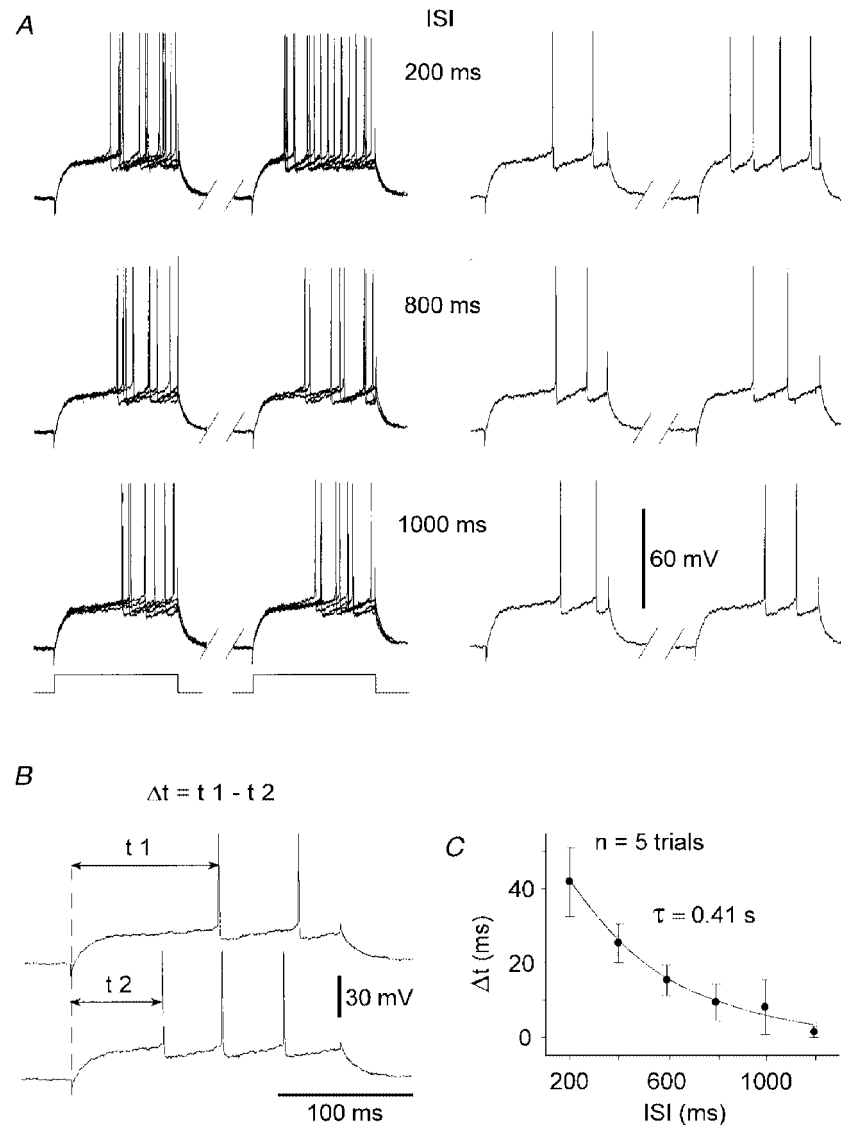 A
ISI
200 ms
800 ms
1000 ms
60 mV
B
Δt = t 1 - t 2
t 1
t 2
30 mV
100 ms
C
n = 5 trials
τ = 0.41 s
Δt (ms)
40
20
0
200 600 1000
ISI (ms)